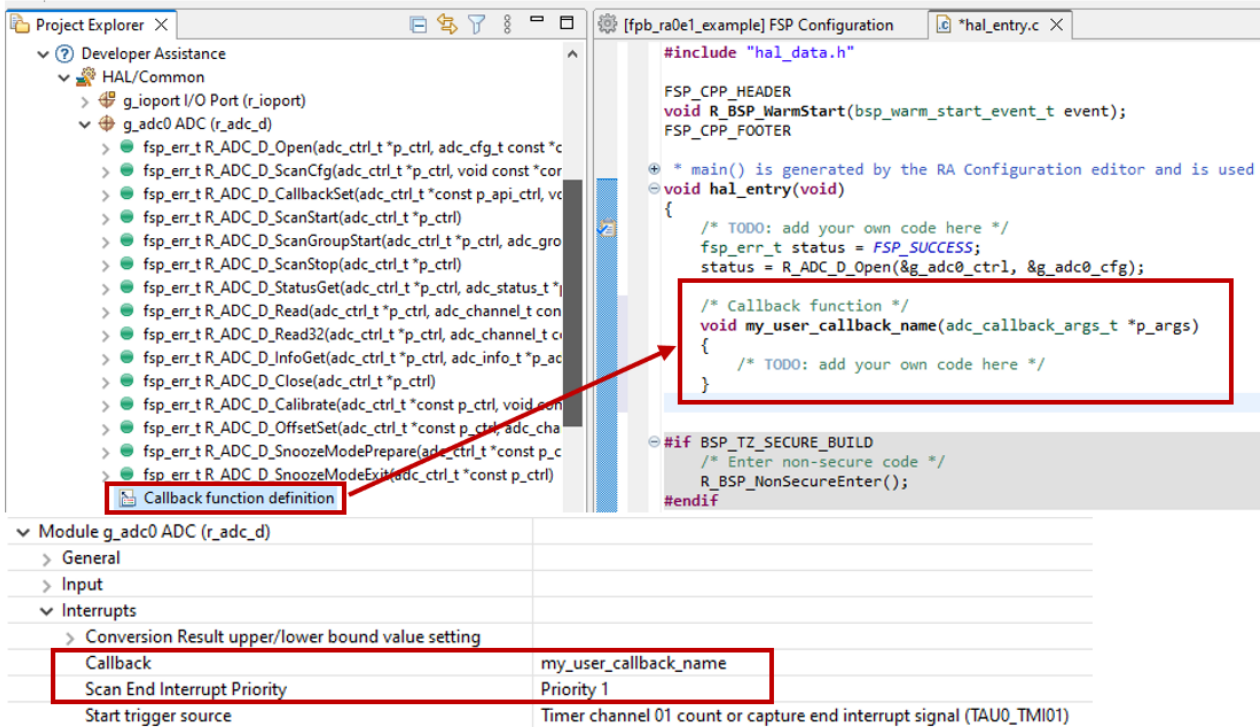 Project Explorer
Developer Assistance
HAL/Common
g_ioport I/O Port (r_ioport)
g_adc0 ADC (r_adc_d)
fsp_err_t R_ADC_D_Open(adc_ctrl_t *p_ctrl, adc_cfg_t const *c
fsp_err_t R_ADC_D_ScanCfg(adc_ctrl_t *p_ctrl, void const *con
fsp_err_t R_ADC_D_CallbackSet(adc_ctrl_t *const p_api_ctrl, vc
fsp_err_t R_ADC_D_ScanStart(adc_ctrl_t *p_ctrl)
fsp_err_t R_ADC_D_ScanGroupStart(adc_ctrl_t *p_ctrl, adc_gro
fsp_err_t R_ADC_D_ScanStop(adc_ctrl_t *p_ctrl)
fsp_err_t R_ADC_D_StatusGet(adc_ctrl_t *p_ctrl, adc_status_t *p
fsp_err_t R_ADC_D_Read(adc_ctrl_t *p_ctrl, adc_channel_t con
fsp_err_t R_ADC_D_Read32(adc_ctrl_t *p_ctrl, adc_channel_t c
fsp_err_t R_ADC_D_InfoGet(adc_ctrl_t *p_ctrl, adc_info_t *p_ad
fsp_err_t R_ADC_D_Close(adc_ctrl_t *p_ctrl)
fsp_err_t R_ADC_D_Calibrate(adc_ctrl_t *const p_ctrl, void con
fsp_err_t R_ADC_D_OffsetSet(adc_ctrl_t *const p_ctrl, adc_cha
fsp_err_t R_ADC_D_SnoozeModePrepare(adc_ctrl_t *const p_c
fsp_err_t R_ADC_D_SnoozeModeExit(adc_ctrl_t *const p_ctrl)
Callback function definition
[fpb_ra0e1_example] FSP Configuration
*hal_entry.c
#include "hal_data.h"
FSP_CPP_HEADER
void R_BSP_WarmStart(bsp_warm_start_event_t event);
FSP_CPP_FOOTER
* main() is generated by the RA Configuration editor and is used
void hal_entry(void)
{
/* TODO: add your own code here */
fsp_err_t status = FSP_SUCCESS;
status = R_ADC_D_Open(&g_adc0_ctrl, &g_adc0_cfg);
/* Callback function */
void my_user_callback_name(adc_callback_args_t *p_args)
{
/* TODO: add your own code here */
}
#if BSP_TZ_SECURE_BUILD
/* Enter non-secure code */
R_BSP_NonSecureEnter();
#endif
Module g_adc0 ADC (r_adc_d)
General
Input
Interrupts
Conversion Result upper/lower bound value setting
Callback my_user_callback_name
Scan End Interrupt Priority Priority 1
Start trigger source Timer channel 01 count or capture end interrupt signal (TAU0_TMI01)